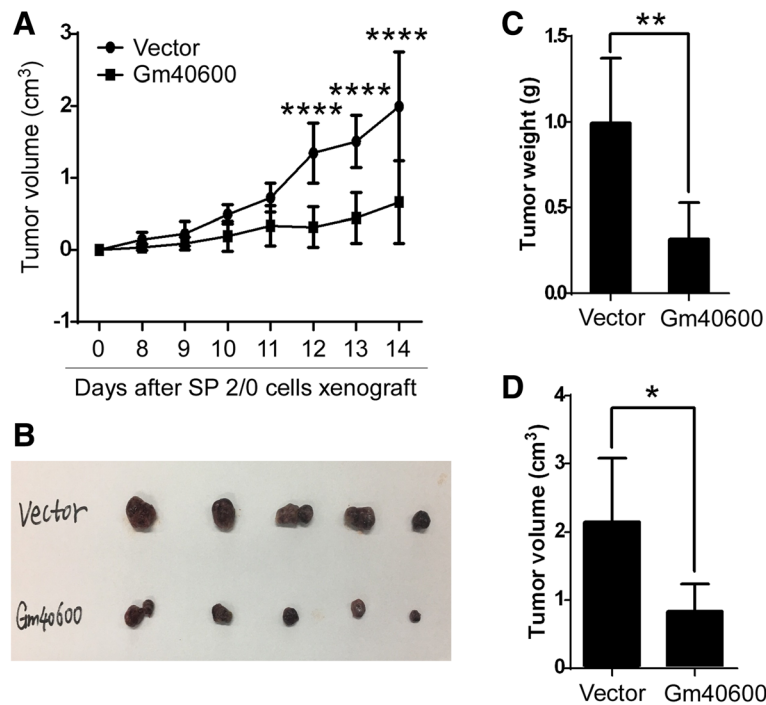 A
Tumor volume (cm³)
3
2
1
0
-1
Vector
Gm40600
****
****
****
0 8 9 10 11 12 13 14
Days after SP 2/0 cells xenograft
B
Vector
Gm40600
C
Tumor weight (g)
1.5
1.0
0.5
0.0
**
Vector Gm40600
D
Tumor volume (cm³)
4
3
2
1
0
*
Vector Gm40600